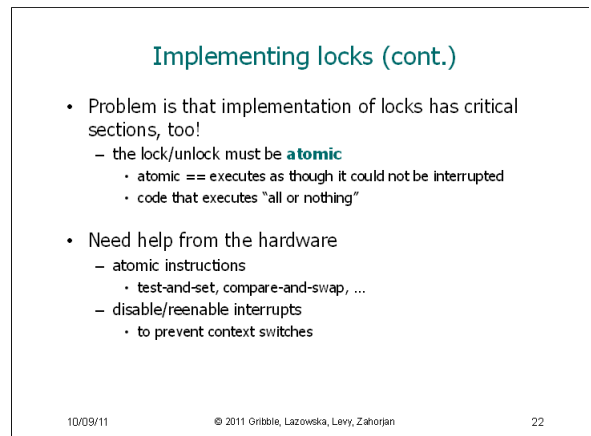 Implementing locks (cont.)
• Problem is that implementation of locks has critical
sections, too!
– the lock/unlock must be atomic
• atomic == executes as though it could not be interrupted
• code that executes "all or nothing"
• Need help from the hardware
– atomic instructions
• test-and-set, compare-and-swap, ...
– disable/reenable interrupts
• to prevent context switches
10/09/11 © 2011 Gribble, Lazowska, Levy, Zahorjan 22